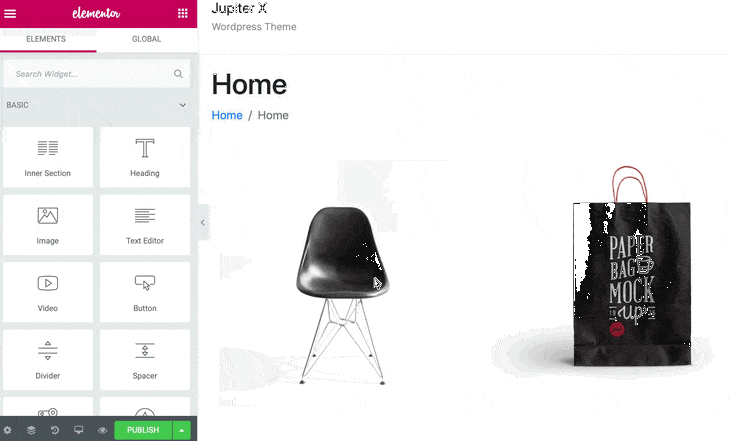 elementor
ELEMENTS
GLOBAL
Search Widget...
BASIC
Inner Section
Heading
Image
Text Editor
Video
Button
Divider
Spacer
PUBLISH
Jupiter X
Wordpress Theme
Home
Home / Home
PAPER
BAG
MOCK
up